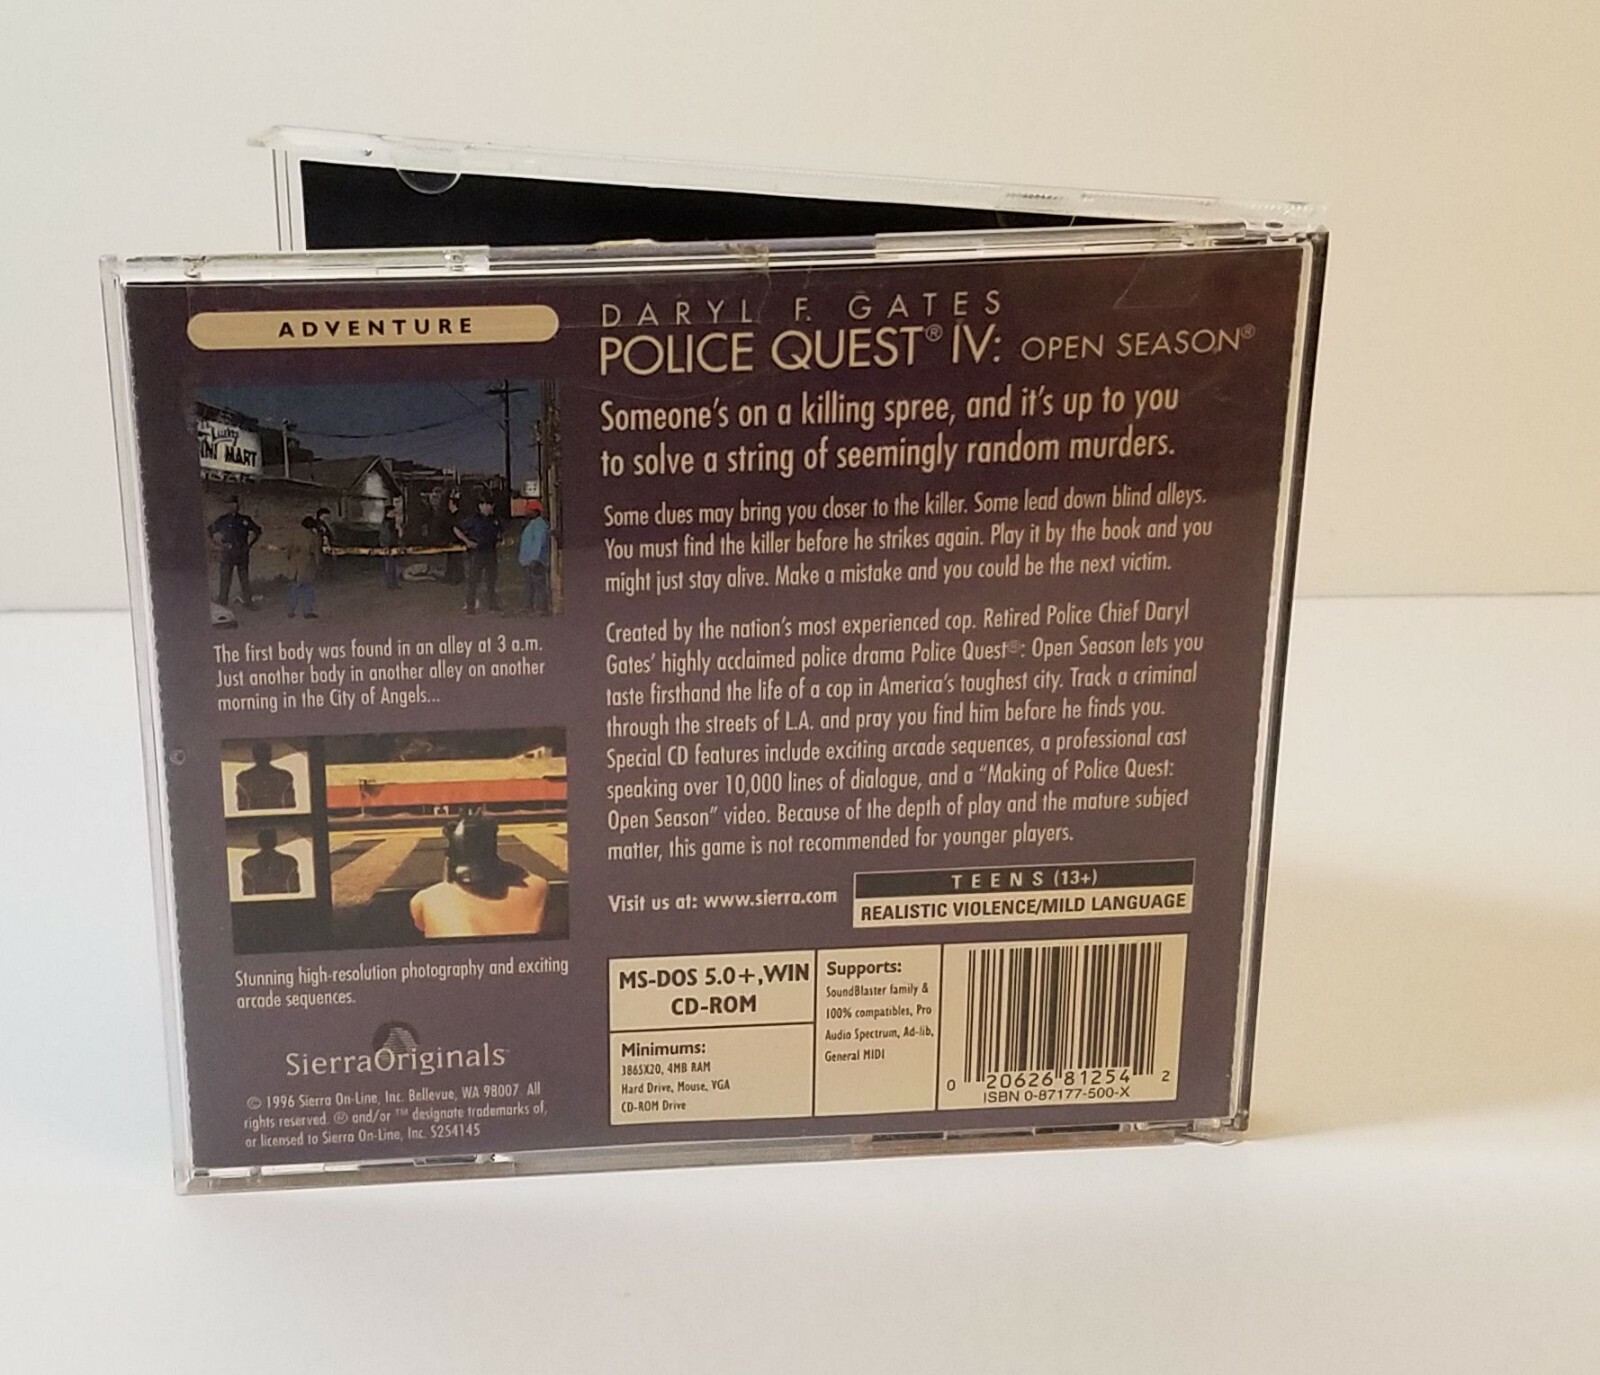 ADVENTURE
Lucky
MINI MART
The first body was found in an alley at 3 a.m.
Just another body in another alley on another
morning in the City of Angels...
Stunning high-resolution photography and exciting
arcade sequences.
SierraOriginals
© 1996 Sierra On-Line, Inc. Bellevue, WA 98007. All
rights reserved. ® and/or ™ designate trademarks of,
or licensed to Sierra On-Line, Inc. S254145
DARYL F. GATES
POLICE QUEST® IV: OPEN SEASON®
Someone's on a killing spree, and it's up to you
to solve a string of seemingly random murders.
Some clues may bring you closer to the killer. Some lead down blind alleys.
You must find the killer before he strikes again. Play it by the book and you
might just stay alive. Make a mistake and you could be the next victim.
Created by the nation's most experienced cop. Retired Police Chief Daryl
Gates' highly acclaimed police drama Police Quest®: Open Season lets you
taste firsthand the life of a cop in America's toughest city. Track a criminal
through the streets of L.A. and pray you find him before he finds you.
Special CD features include exciting arcade sequences, a professional cast
speaking over 10,000 lines of dialogue, and a "Making of Police Quest:
Open Season" video. Because of the depth of play and the mature subject
matter, this game is not recommended for younger players.
Visit us at: www.sierra.com
TEENS (13+)
REALISTIC VIOLENCE/MILD LANGUAGE
MS-DOS 5.0+,WIN
CD-ROM
Minimums:
386SX20, 4MB RAM
Hard Drive, Mouse, VGA
CD-ROM Drive
Supports:
SoundBlaster family &
100% compatibles, Pro
Audio Spectrum, Ad-lib,
General MIDI
0 20626 81254 2
ISBN 0-87177-500-X